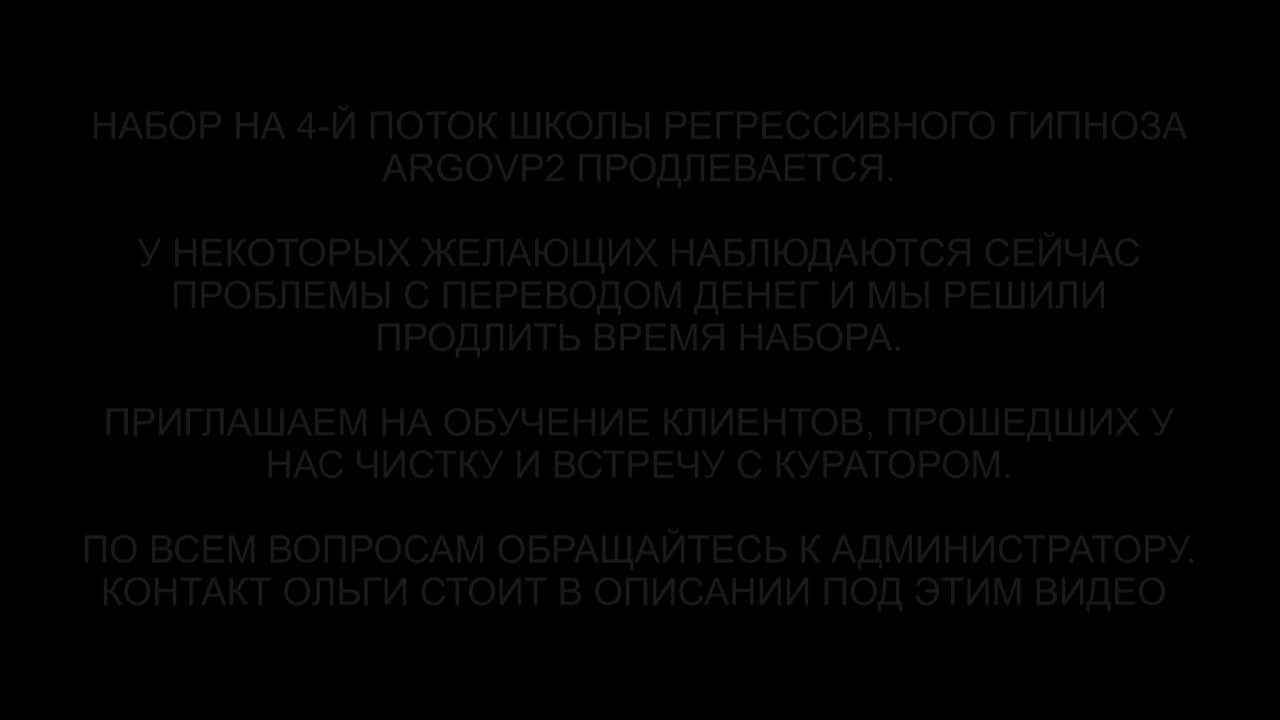 НАБОР НА 4-Й ПОТОК ШКОЛЫ РЕГРЕССИВНОГО ГИПНОЗА
ARGOVP2 ПРОДЛЕВАЕТСЯ.
У НЕКОТОРЫХ ЖЕЛАЮЩИХ НАБЛЮДАЮТСЯ СЕЙЧАС
ПРОБЛЕМЫ С ПЕРЕВОДОМ ДЕНЕГ И МЫ РЕШИЛИ
ПРОДЛИТЬ ВРЕМЯ НАБОРА.
ПРИГЛАШАЕМ НА ОБУЧЕНИЕ КЛИЕНТОВ, ПРОШЕДШИХ У
НАС ЧИСТКУ И ВСТРЕЧУ С КУРАТОРОМ.
ПО ВСЕМ ВОПРОСАМ ОБРАЩАЙТЕСЬ К АДМИНИСТРАТОРУ.
КОНТАКТ ОЛЬГИ СТОИТ В ОПИСАНИИ ПОД ЭТИМ ВИДЕО